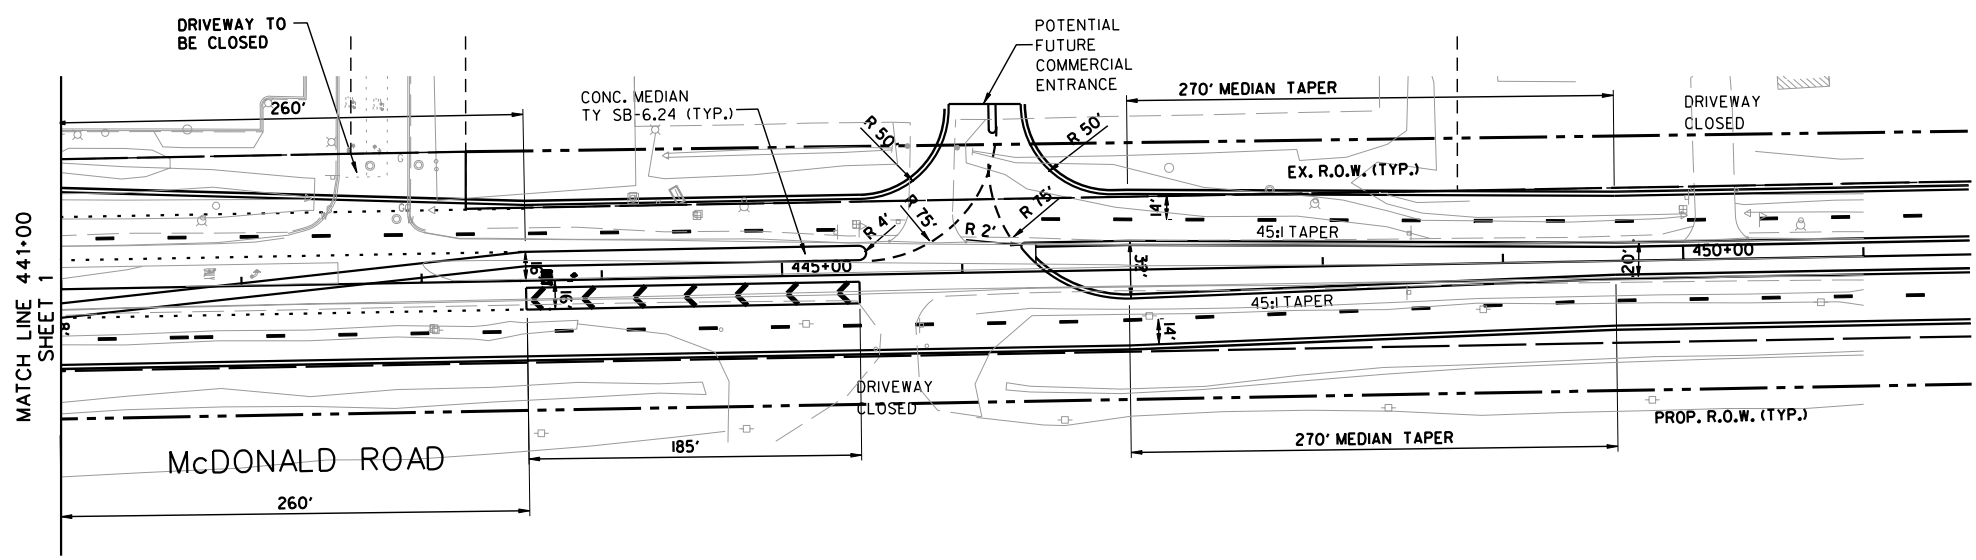 DRIVEWAY TO
BE CLOSED
260'
CONC. MEDIAN
TY SB-6.24 (TYP.)
POTENTIAL
FUTURE
COMMERCIAL
ENTRANCE
R 50'
R 50'
270' MEDIAN TAPER
DRIVEWAY
CLOSED
EX. R.O.W. (TYP.)
R 4'
R 75'
R 2'
R 75'
14'
45:1 TAPER
16'
445+00
32'
20'
450+00
16'
45:1 TAPER
14'
8'
MATCH LINE 441+00
SHEET 1
DRIVEWAY
CLOSED
PROP. R.O.W. (TYP.)
McDONALD ROAD
185'
270' MEDIAN TAPER
260'